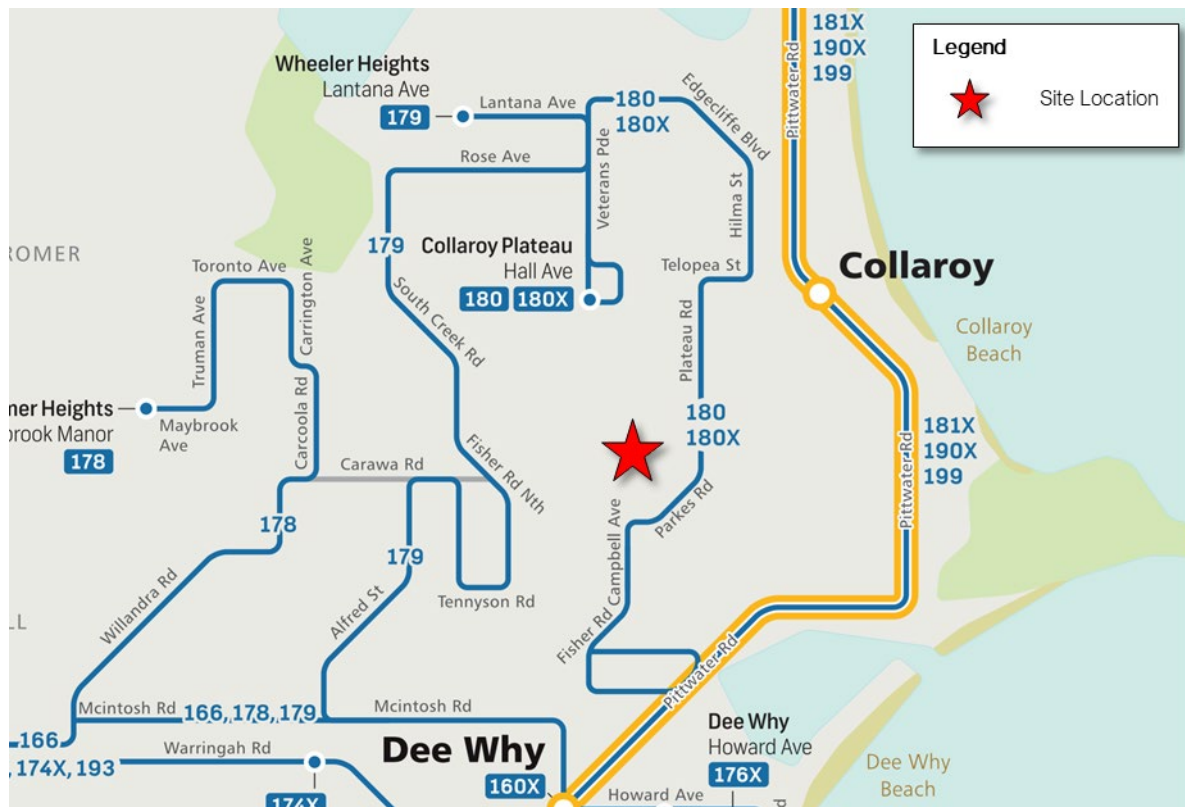 181X
190X
199
Pittwater Rd
Legend
Site Location
Wheeler Heights
Lantana Ave
179
Lantana Ave
180
180X
Edgecliffe Blvd
Rose Ave
Veterans Pde
Hilma St
ROMER
Toronto Ave
Carrington Ave
179
Collaroy Plateau
Hall Ave
180 180X
Telopea St
Collaroy
South Creek Rd
Truman Ave
Plateau Rd
Collaroy
Beach
mer Heights
brook Manor
178
Maybrook
Ave
Carcoola Rd
180
180X
181X
190X
199
Pittwater Rd
Carawa Rd
Fisher Rd Nth
Parkes Rd
178
179
Campbell Ave
Tennyson Rd
Willandra Rd
Alfred St
Fisher Rd
LL
Pittwater Rd
Mcintosh Rd
166, 178, 179
Mcintosh Rd
166
Warringah Rd
, 174X, 193
174X
Dee Why
160X
Dee Why
Howard Ave
176X
Howard Ave
Dee Why
Beach